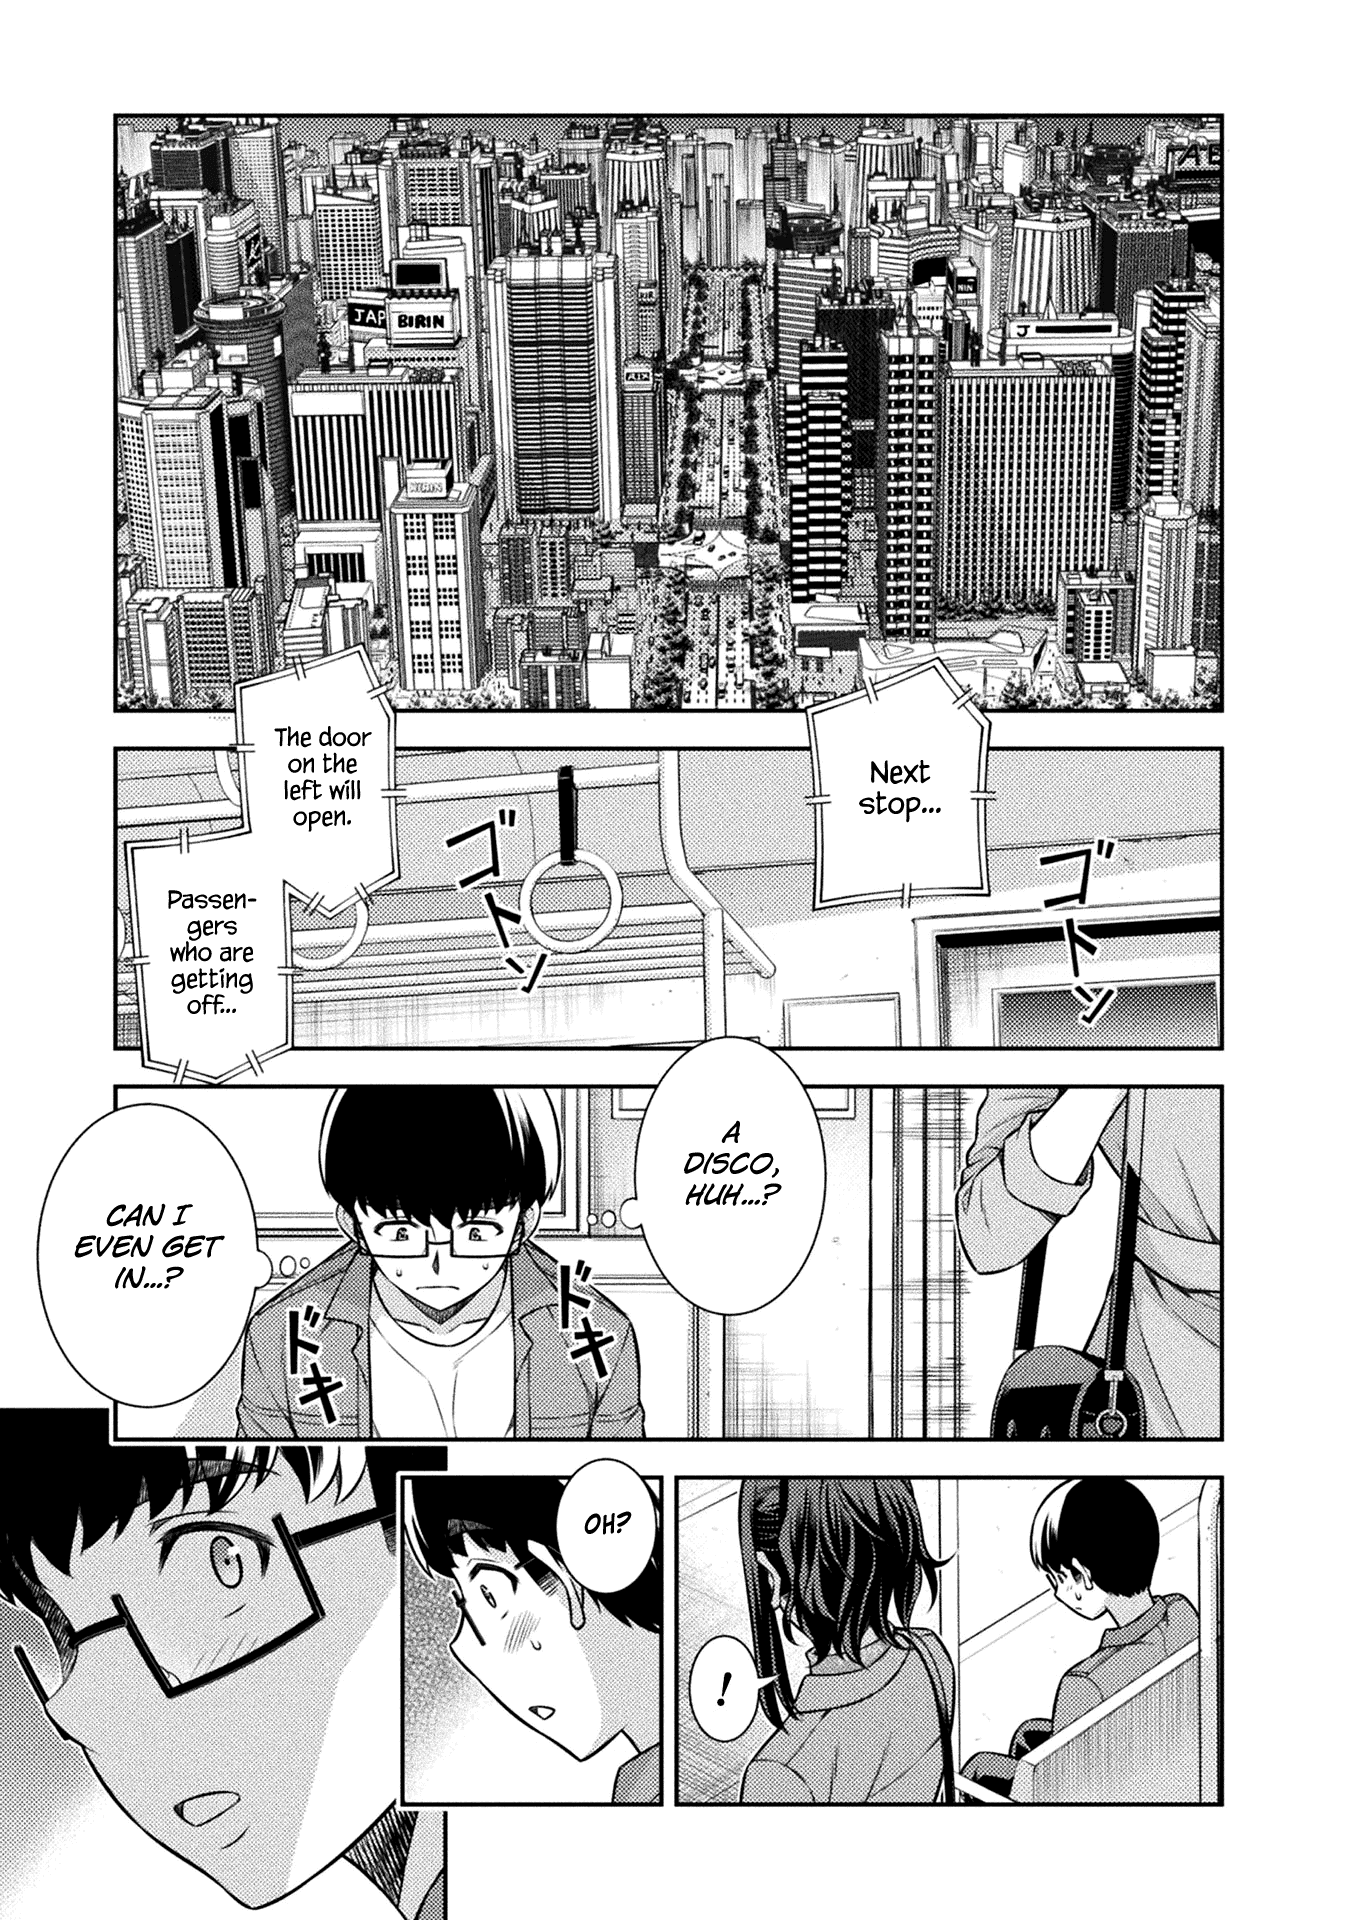 ABE
JAP
BIRIN
J
KIRIN
Next
stop...
The door
on the
left will
open.
Passen-
gers
who are
getting
off...
ゴトン
ゴトン
A
DISCO,
HUH...?
CAN I
EVEN GET
IN...?
ドキ
ドキ
!
OH?